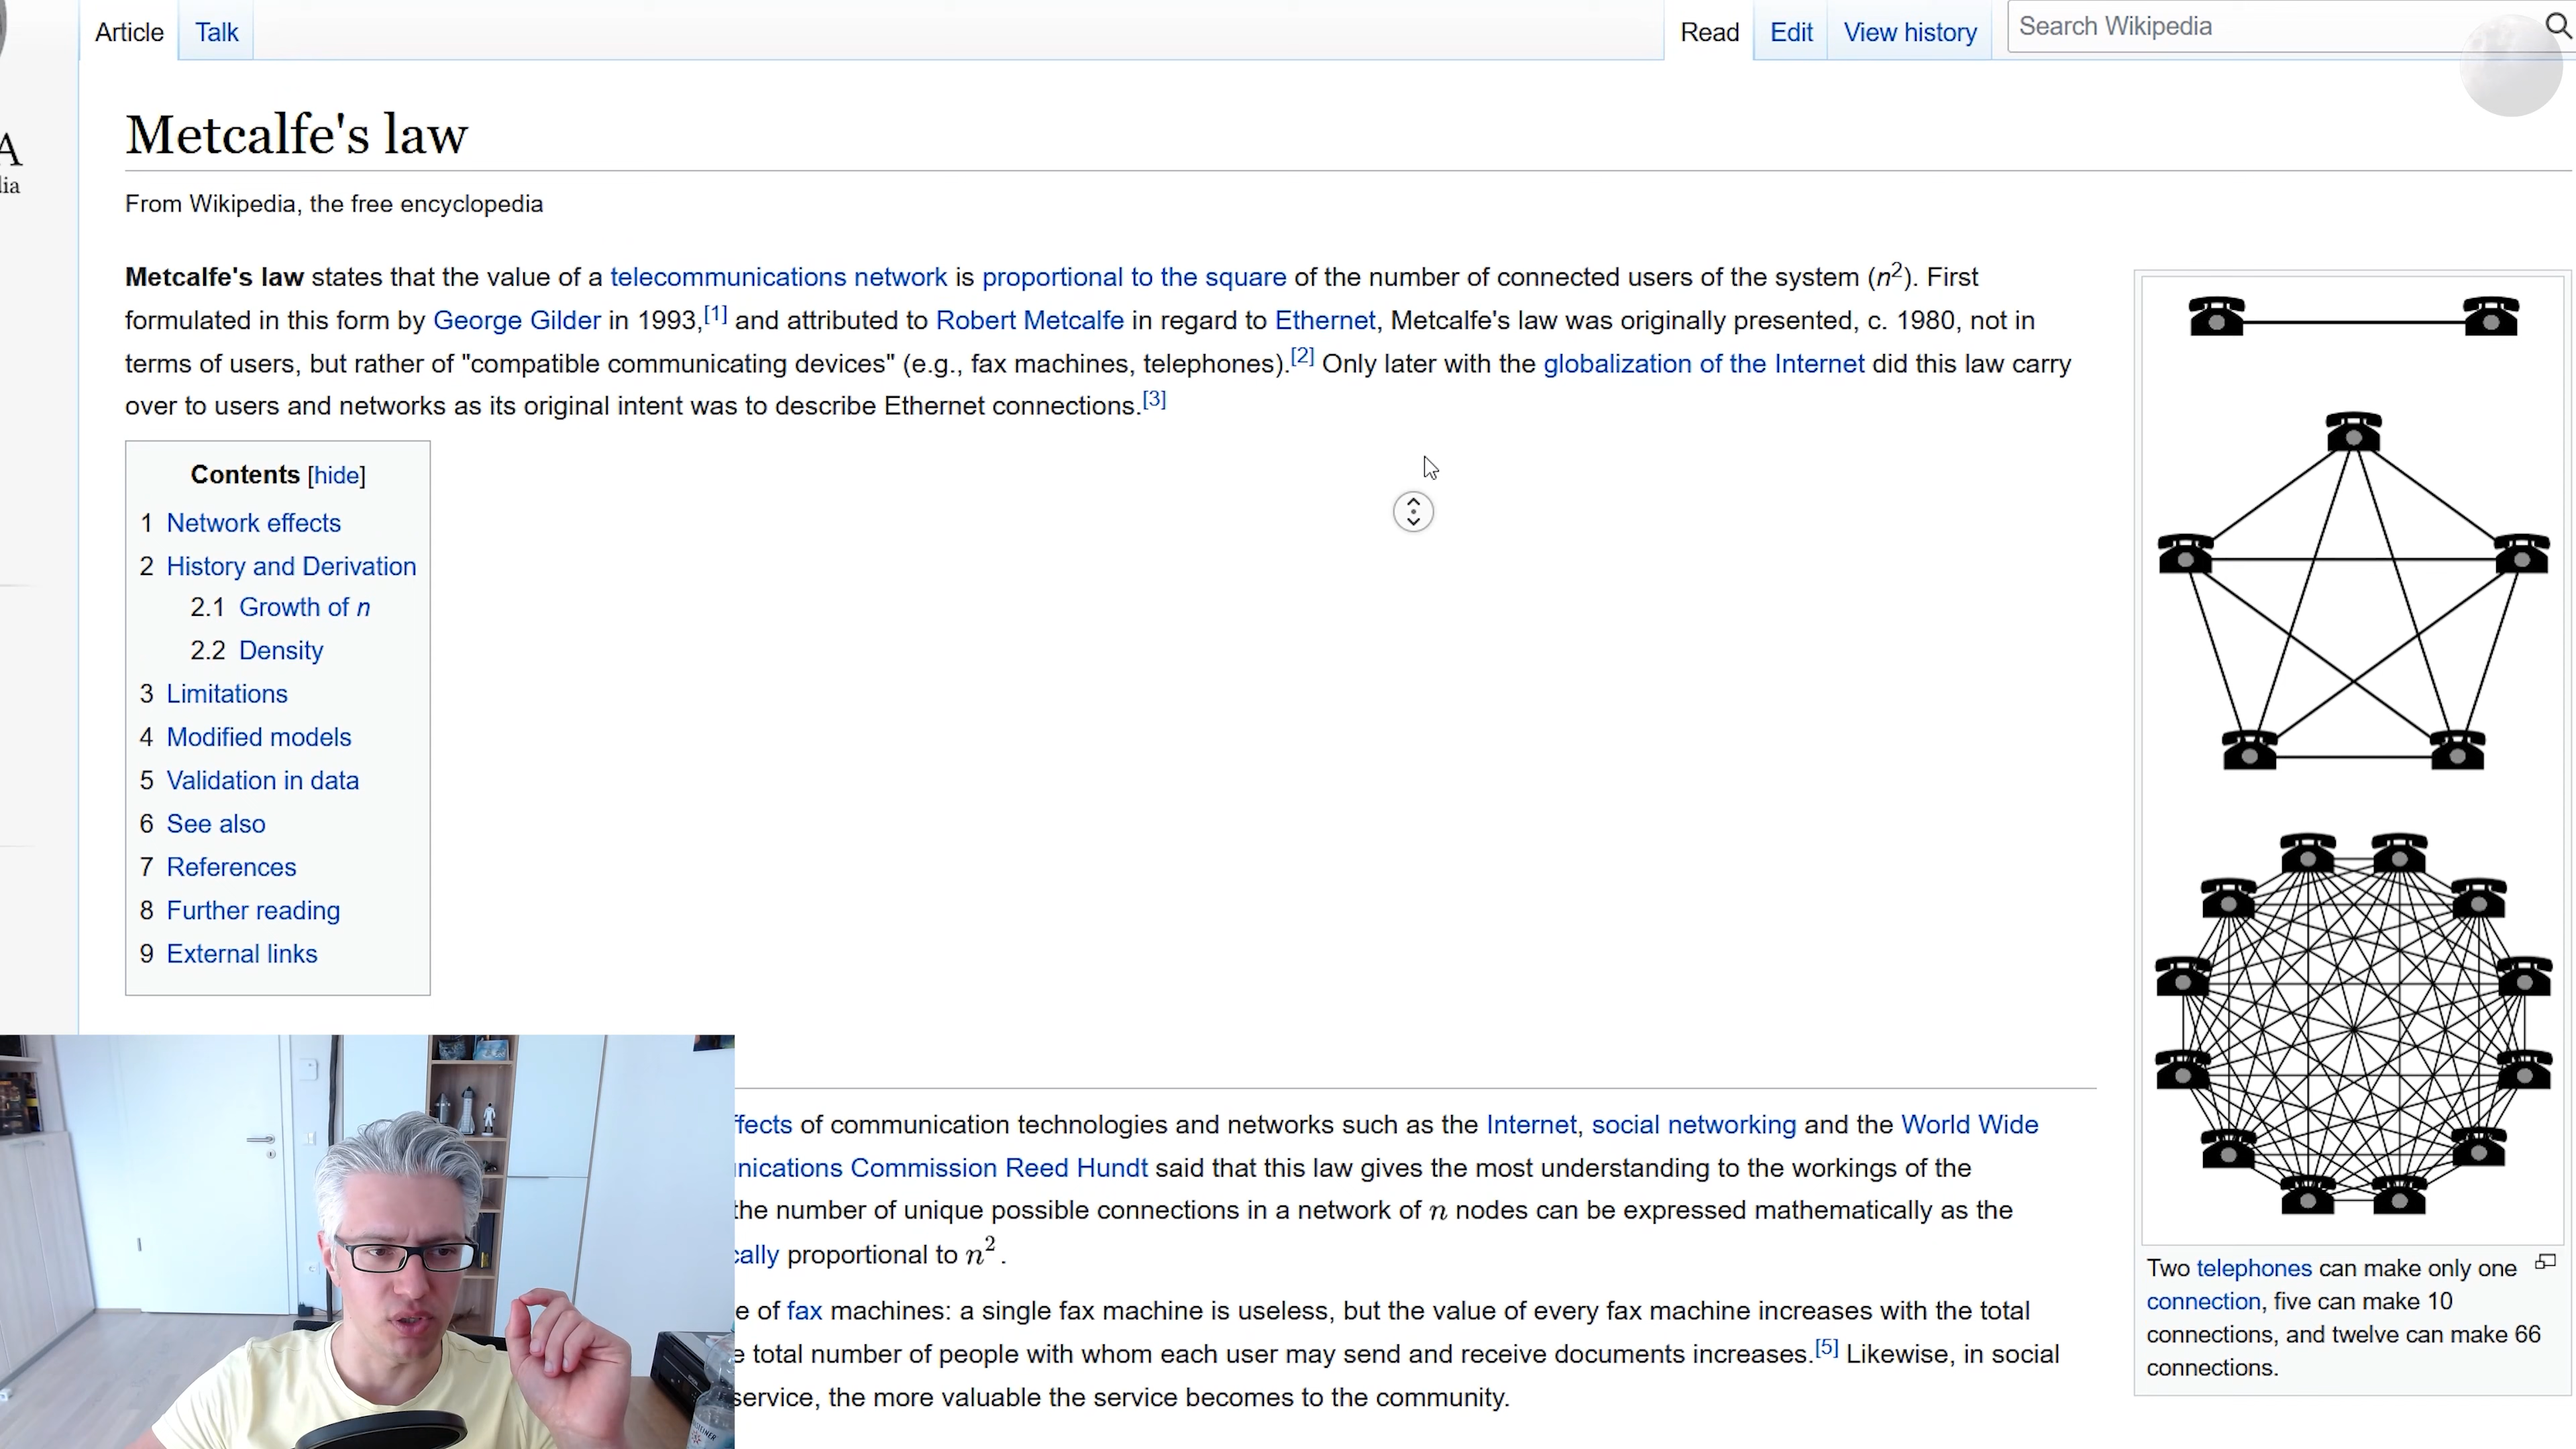 Article
Talk
Read
Edit
View history
Search Wikipedia
A
dia
Metcalfe's law
From Wikipedia, the free encyclopedia
Metcalfe's law states that the value of a telecommunications network is proportional to the square of the number of connected users of the system (n²). First
formulated in this form by George Gilder in 1993,[1] and attributed to Robert Metcalfe in regard to Ethernet, Metcalfe's law was originally presented, c. 1980, not in
terms of users, but rather of "compatible communicating devices" (e.g., fax machines, telephones).[2] Only later with the globalization of the Internet did this law carry
over to users and networks as its original intent was to describe Ethernet connections.[3]
Contents [hide]
1 Network effects
2 History and Derivation
2.1 Growth of n
2.2 Density
3 Limitations
4 Modified models
5 Validation in data
6 See also
7 References
8 Further reading
9 External links
ffects of communication technologies and networks such as the Internet, social networking and the World Wide
nications Commission Reed Hundt said that this law gives the most understanding to the workings of the
the number of unique possible connections in a network of n nodes can be expressed mathematically as the
cally proportional to n².
e of fax machines: a single fax machine is useless, but the value of every fax machine increases with the total
e total number of people with whom each user may send and receive documents increases.[5] Likewise, in social
service, the more valuable the service becomes to the community.
Two telephones can make only one
connection, five can make 10
connections, and twelve can make 66
connections.